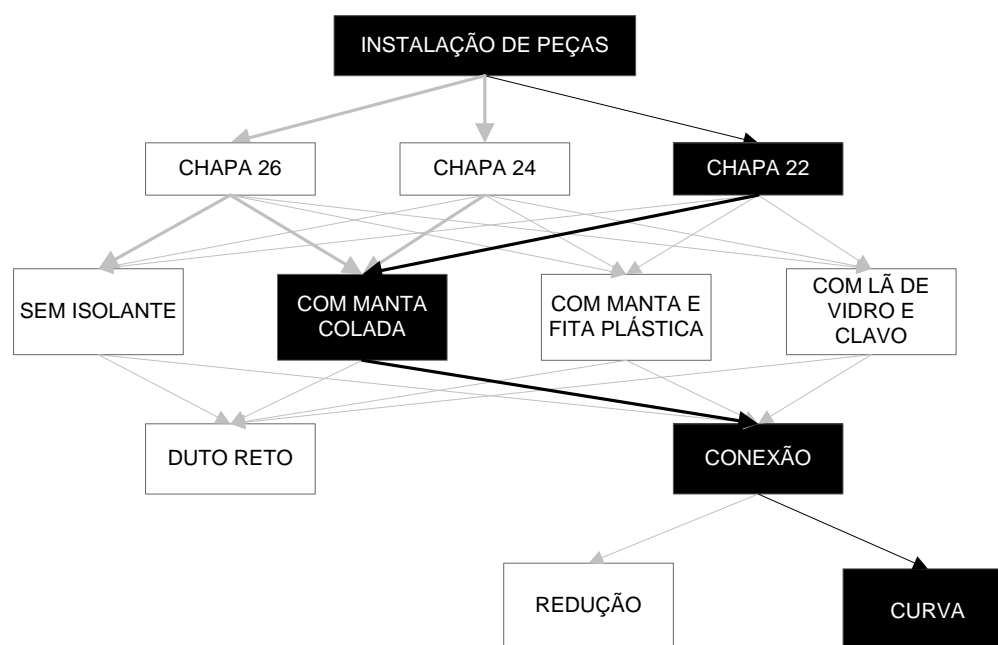 INSTALAÇÃO DE PEÇAS
CHAPA 26
CHAPA 24
CHAPA 22
SEM ISOLANTE
COM MANTA
COLADA
COM MANTA E
FITA PLÁSTICA
COM LÃ DE
VIDRO E
CLAVO
DUTO RETO
CONEXÃO
REDUÇÃO
CURVA